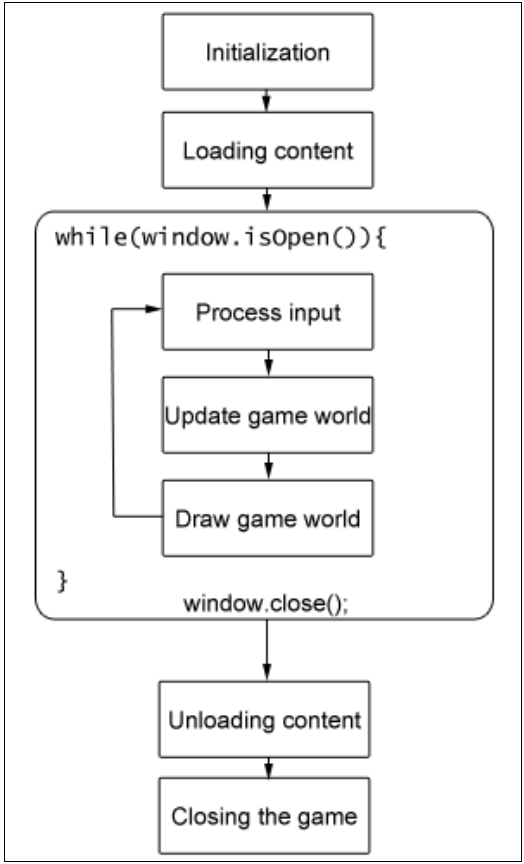 Initialization
Loading content
while(window.isOpen()){
Process input
Update game world
Draw game world
}
window.close();
Unloading content
Closing the game